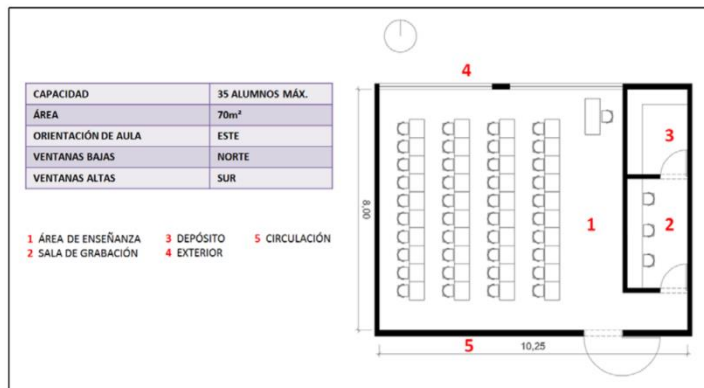 4
CAPACIDAD 35 ALUMNOS MÁX.
ÁREA 70m²
ORIENTACIÓN DE AULA ESTE
VENTANAS BAJAS NORTE
VENTANAS ALTAS SUR
1 ÁREA DE ENSEÑANZA 3 DEPÓSITO 5 CIRCULACIÓN
2 SALA DE GRABACIÓN 4 EXTERIOR
3
8,00
1 2
5 10,25